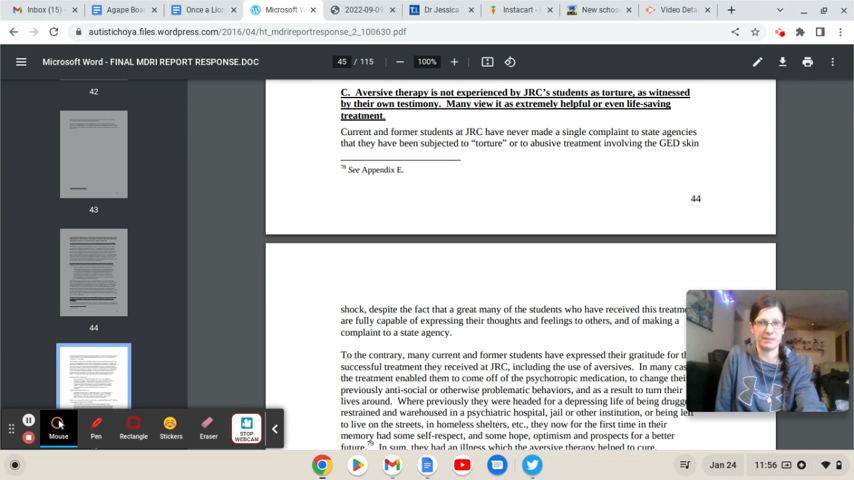 Inbox (15)
Agape Boa
Once a Lion
Microsoft W
2022-09-09
Dr Jessica
Instacart -
New schoo
Video Deta
autistichoya.files.wordpress.com/2016/04/ht_mdrireportresponse_2_100630.pdf
Microsoft Word - FINAL MDRI REPORT RESPONSE.DOC
45 / 115
100%
42
43
44
C. Aversive therapy is not experienced by JRC's students as torture, as witnessed
by their own testimony. Many view it as extremely helpful or even life-saving
treatment.
Current and former students at JRC have never made a single complaint to state agencies
that they have been subjected to "torture" or to abusive treatment involving the GED skin
78 See Appendix E.
44
shock, despite the fact that a great many of the students who have received this treatme
are fully capable of expressing their thoughts and feelings to others, and of making a
complaint to a state agency.
To the contrary, many current and former students have expressed their gratitude for th
successful treatment they received at JRC, including the use of aversives. In many cas
the treatment enabled them to come off of the psychotropic medication, to change thei
previously anti-social or otherwise problematic behaviors, and as a result to turn their
lives around. Where previously they were headed for a depressing life of being drugge
restrained and warehoused in a psychiatric hospital, jail or other institution, or being left
to live on the streets, in homeless shelters, etc., they now for the first time in their
memory had some self-respect, and some hope, optimism and prospects for a better
future.79 In sum, they had an illness which the aversive therapy helped to cure.
Mouse
Pen
Rectangle
Stickers
Eraser
STOP
WEBCAM
Jan 24
11:56